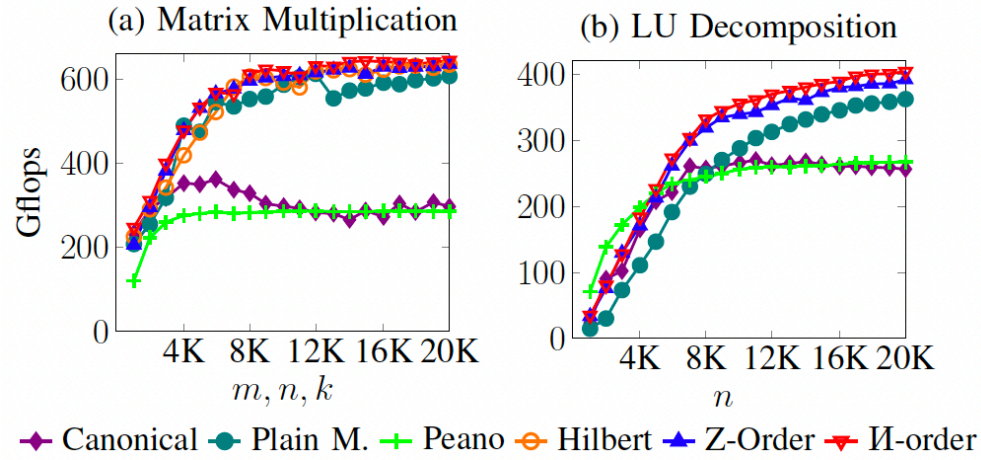 (a) Matrix Multiplication
(b) LU Decomposition
Gflops
600
400
200
0
4K 8K 12K 16K 20K
m, n, k
400
300
200
100
0
4K 8K 12K 16K 20K
n
Canonical Plain M. Peano Hilbert Z-Order И-order